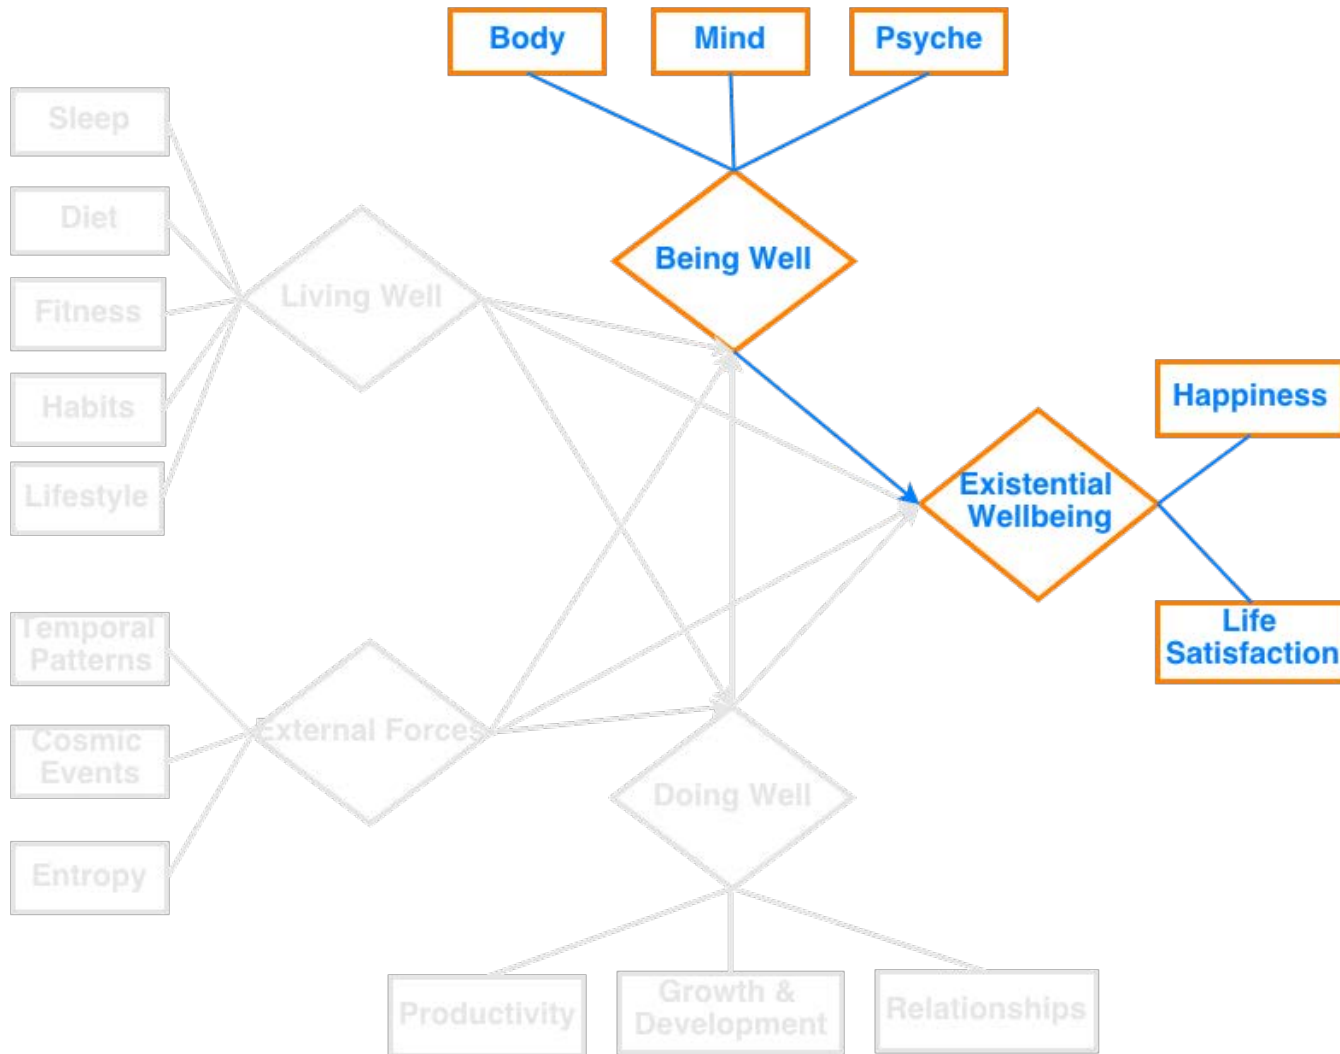 Body
Mind
Psyche
Sleep
Diet
Fitness
Habits
Lifestyle
Living Well
Being Well
Happiness
Existential
Wellbeing
Life
Satisfaction
Temporal
Patterns
Cosmic
Events
Entropy
External Forces
Doing Well
Productivity
Growth &
Development
Relationships